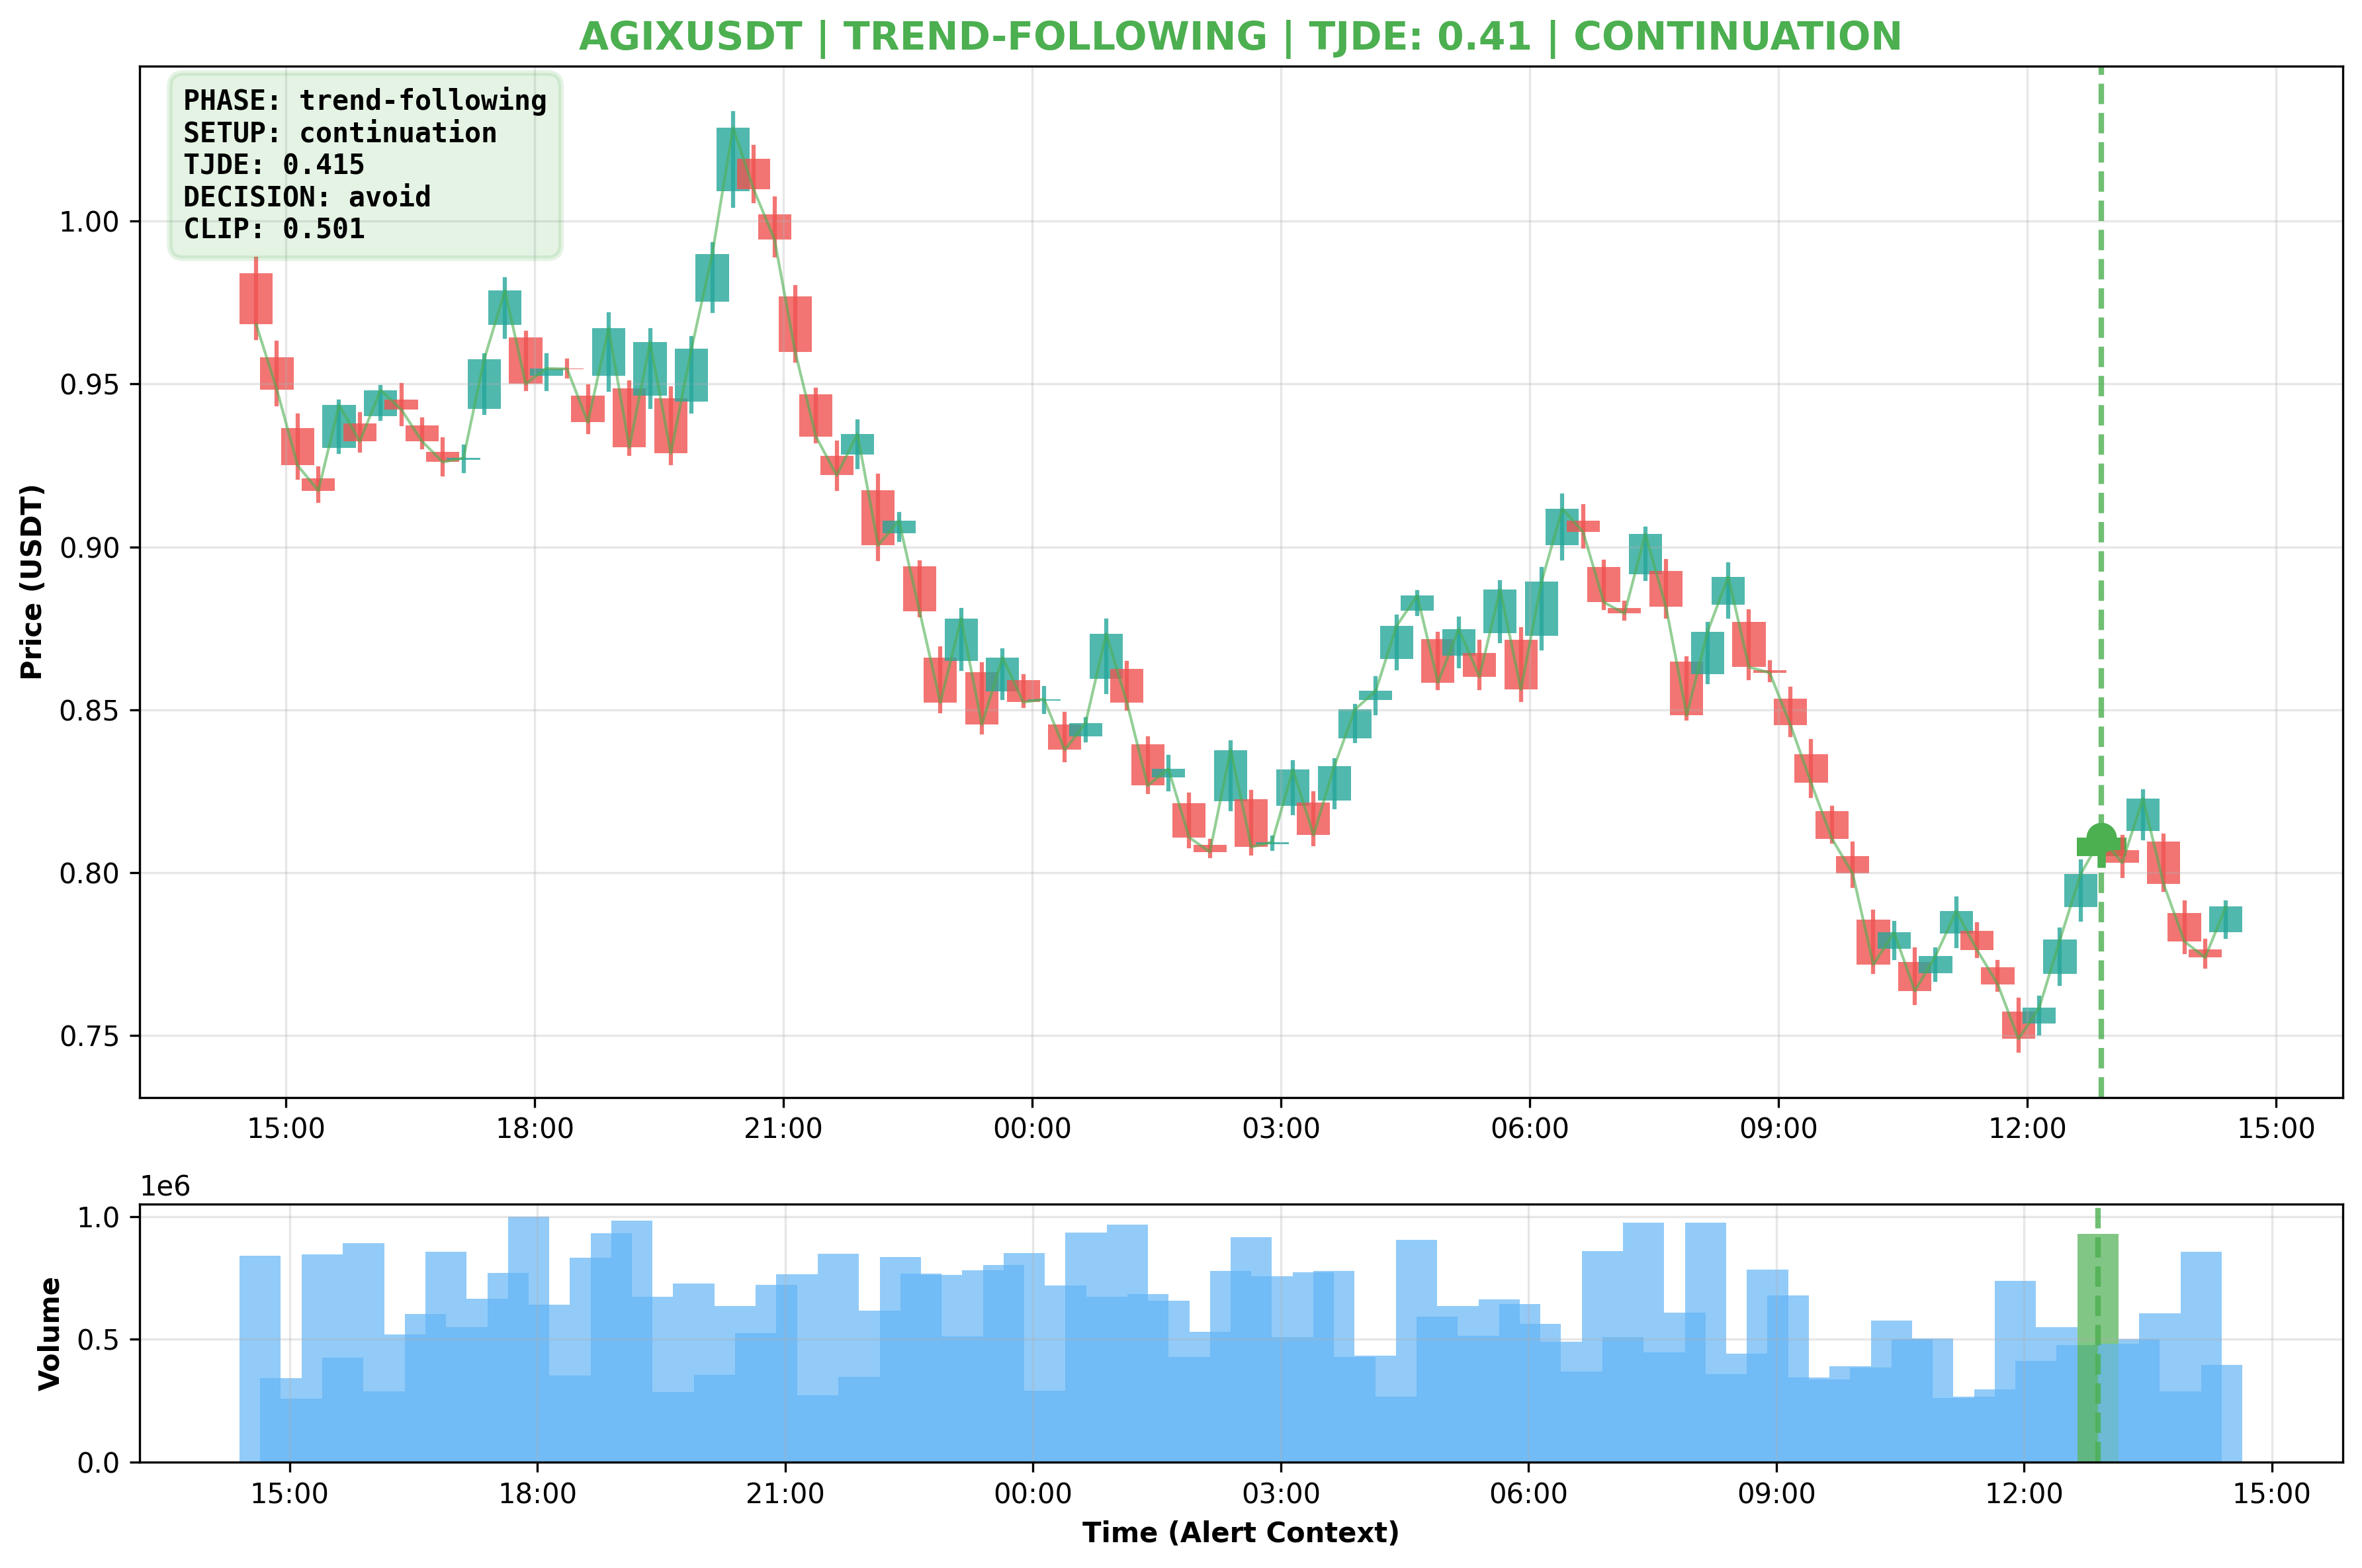 AGIXUSDT | TREND-FOLLOWING | TJDE: 0.41 | CONTINUATION
PHASE: trend-following
SETUP: continuation
TJDE: 0.415
DECISION: avoid
CLIP: 0.501
Price (USDT)
1.00
0.95
0.90
0.85
0.80
0.75
15:00 18:00 21:00 00:00 03:00 06:00 09:00 12:00 15:00
1e6
Volume
1.0
0.5
0.0
15:00 18:00 21:00 00:00 03:00 06:00 09:00 12:00 15:00
Time (Alert Context)